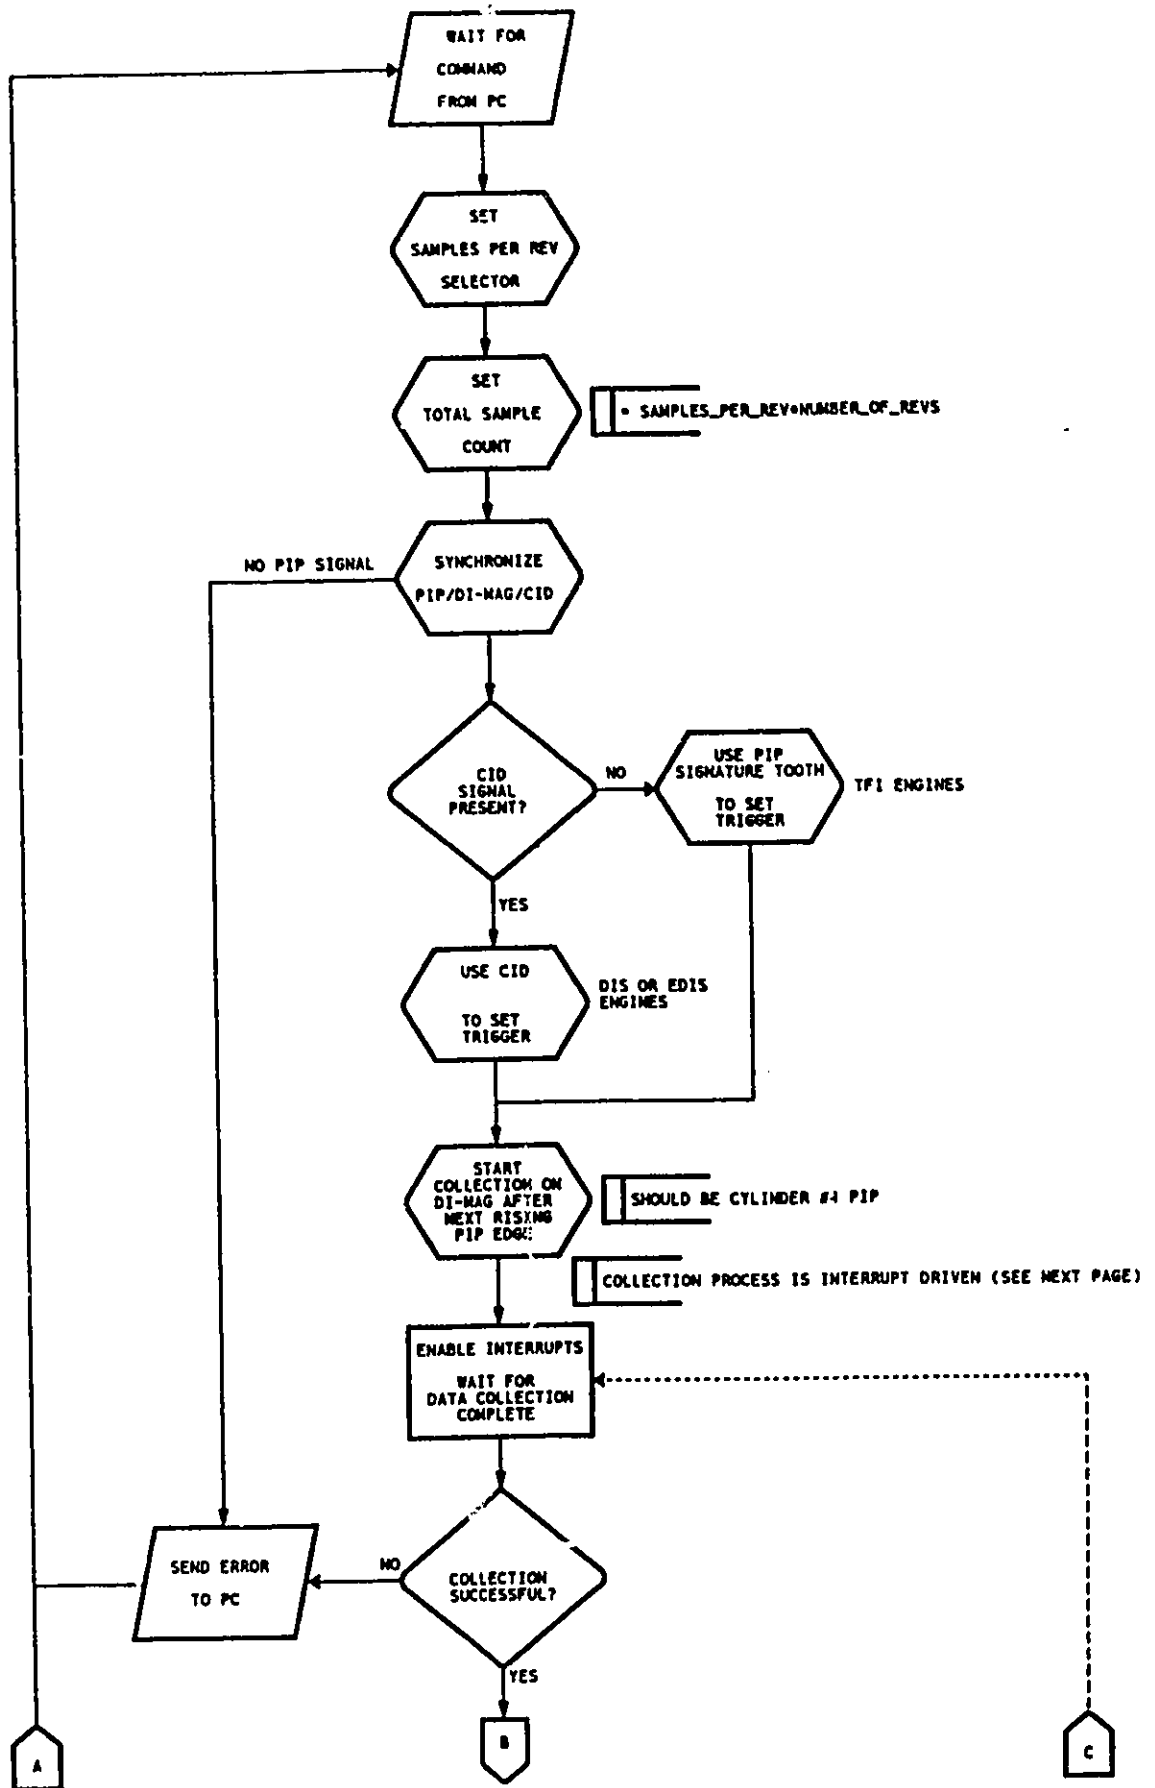 WAIT FOR
COMMAND
FROM PC
SET
SAMPLES PER REV
SELECTOR
SET
TOTAL SAMPLE
COUNT
= SAMPLES_PER_REV*NUMBER_OF_REVS
NO PIP SIGNAL
SYNCHRONIZE
PIP/DI-MAG/CID
CID
SIGNAL
PRESENT?
NO
USE PIP
SIGNATURE TOOTH
TO SET
TRIGGER
TFI ENGINES
YES
USE CID
TO SET
TRIGGER
DIS OR EDIS
ENGINES
START
COLLECTION ON
DI-MAG AFTER
NEXT RISING
PIP EDGE
SHOULD BE CYLINDER #1 PIP
COLLECTION PROCESS IS INTERRUPT DRIVEN (SEE NEXT PAGE)
ENABLE INTERRUPTS
WAIT FOR
DATA COLLECTION
COMPLETE
SEND ERROR
TO PC
NO
COLLECTION
SUCCESSFUL?
YES
A
B
C